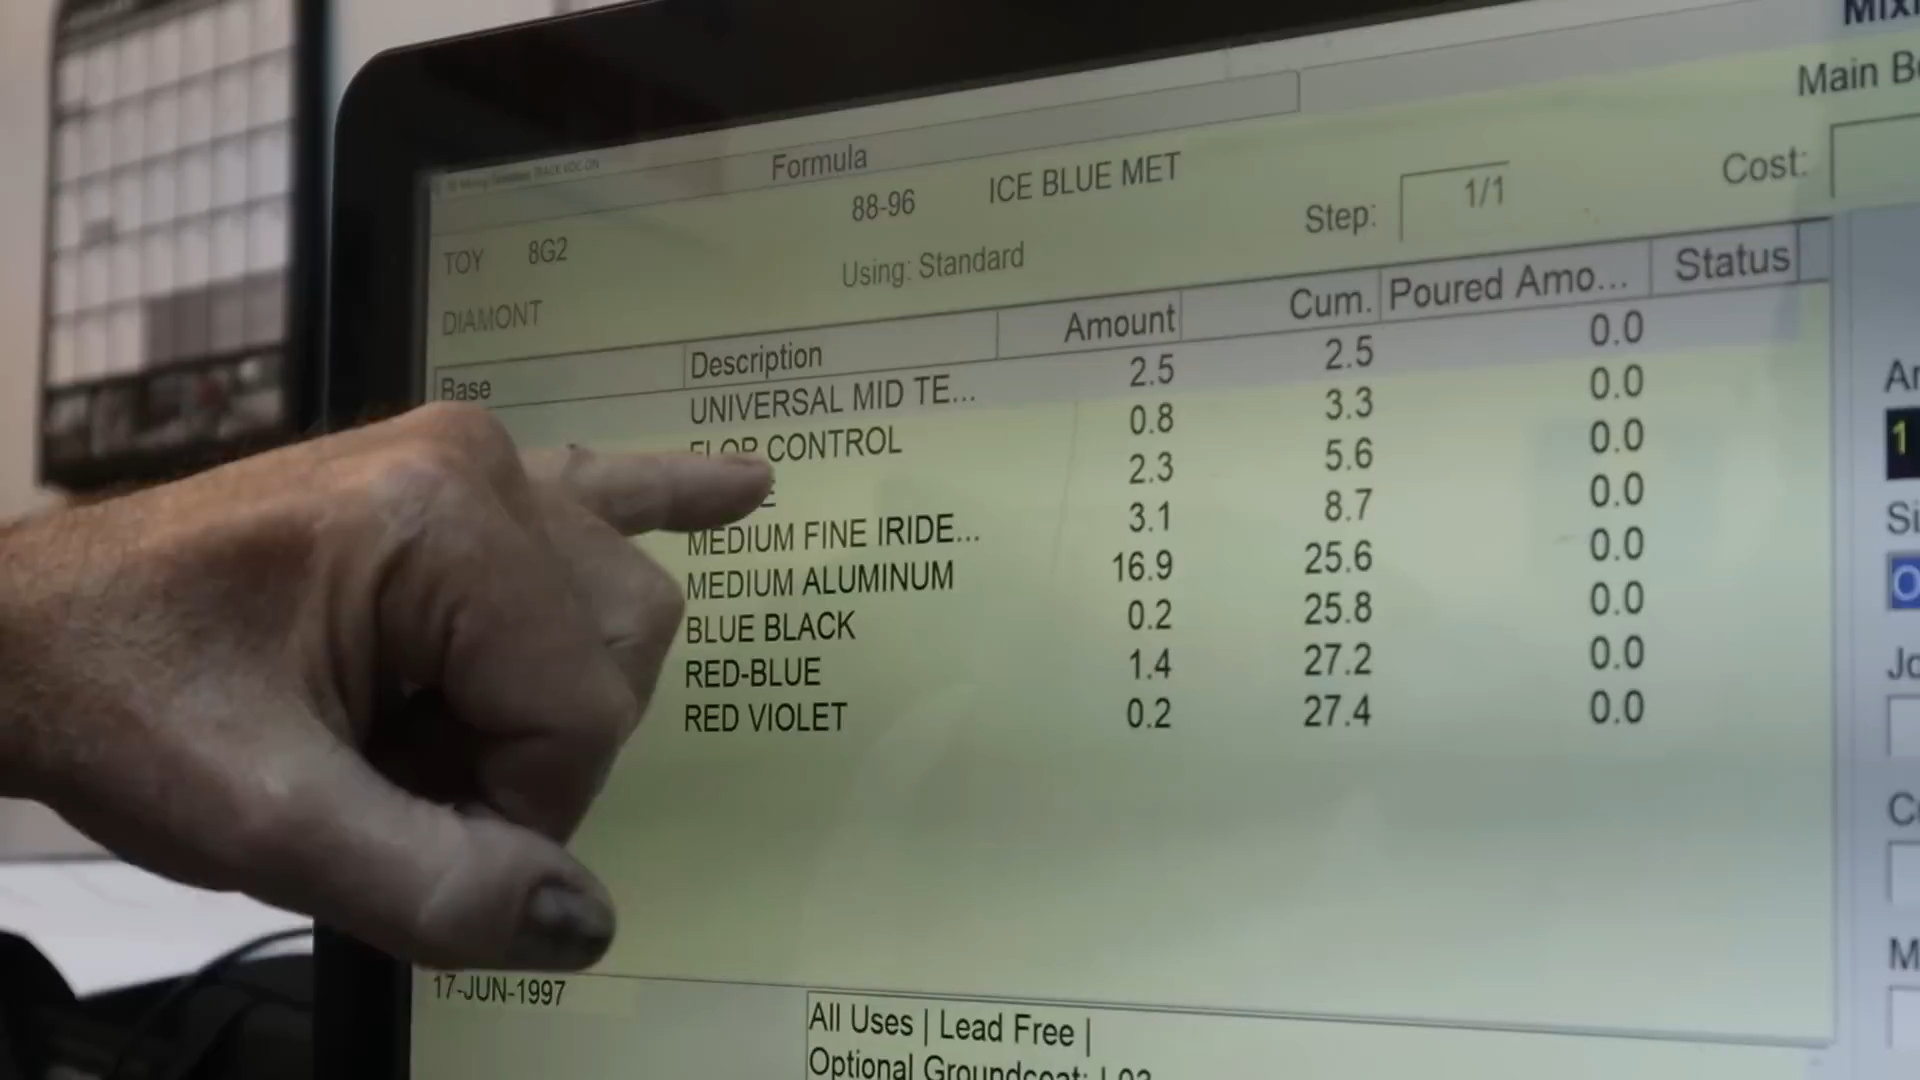 Formula
Main
TOY 8G2 88-96 ICE BLUE MET Step: 1/1 Cost:
DIAMONT Using: Standard
Base Description Amount Cum. Poured Amo... Status
UNIVERSAL MID TE... 2.5 2.5 0.0
FLOP CONTROL 0.8 3.3 0.0
2.3 5.6 0.0
MEDIUM FINE IRIDE... 3.1 8.7 0.0
MEDIUM ALUMINUM 16.9 25.6 0.0
BLUE BLACK 0.2 25.8 0.0
RED-BLUE 1.4 27.2 0.0
RED VIOLET 0.2 27.4 0.0
17-JUN-1997
All Uses | Lead Free |
Optional Groundcoat: